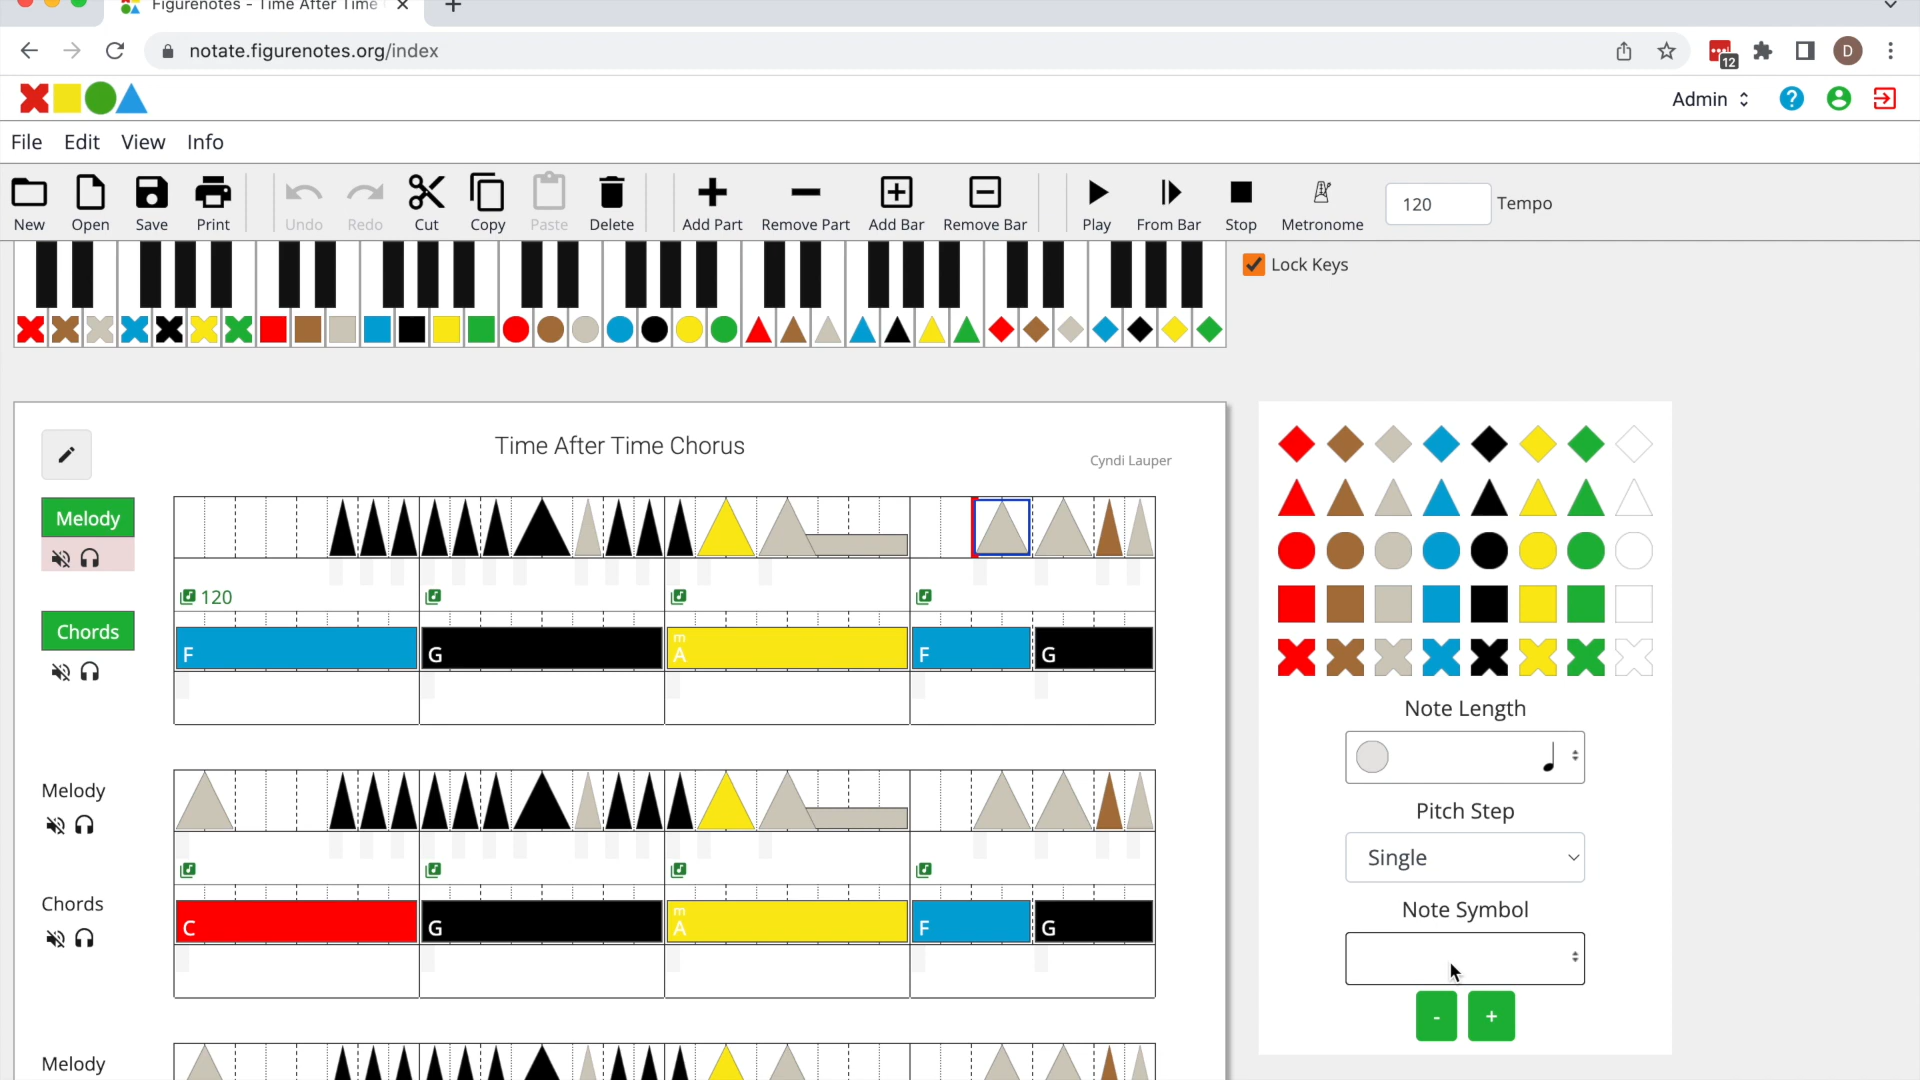 Figurenotes - Time After Time
notate.figurenotes.org/index
12
D
Admin
?
File Edit View Info
New Open Save Print Undo Redo Cut Copy Paste Delete Add Part Remove Part Add Bar Remove Bar Play From Bar Stop Metronome 120 Tempo
Lock Keys
Time After Time Chorus
Cyndi Lauper
Melody
120
Chords
F G m A F G
Note Length
Melody
Pitch Step
Single
Chords
C G m A F G
Note Symbol
- +
Melody